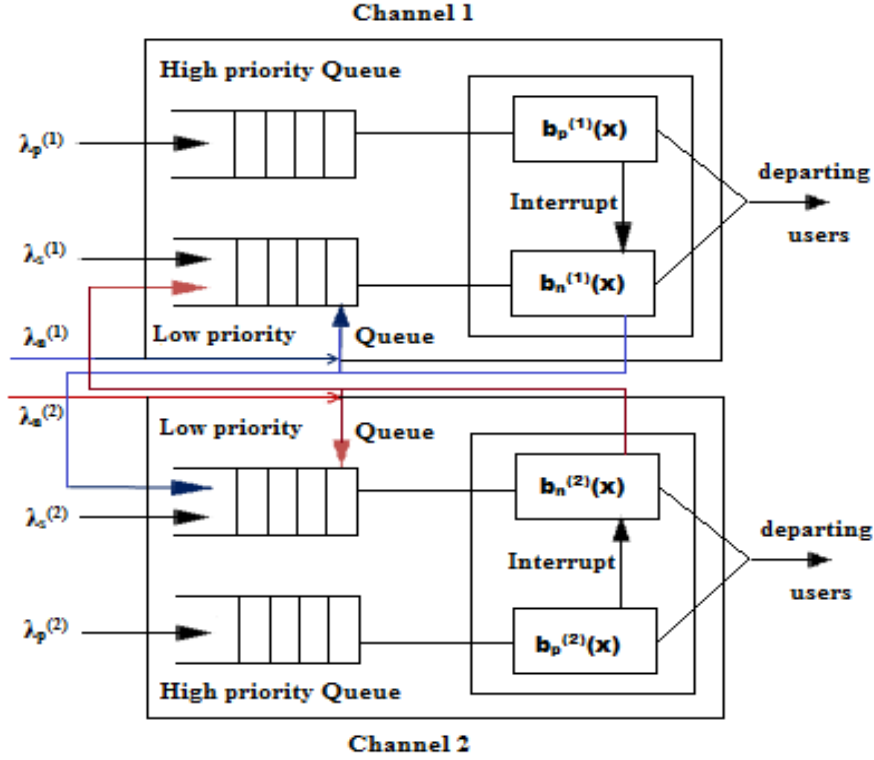 Channel 1
High priority Queue
λₚ⁽¹⁾
bₚ⁽¹⁾(x)
departing
Interrupt
users
λₛ⁽¹⁾
bₙ⁽¹⁾(x)
Low priority Queue
λₙ⁽¹⁾
λₙ⁽²⁾
Low priority Queue
bₙ⁽²⁾(x)
λₛ⁽²⁾
departing
Interrupt
users
λₚ⁽²⁾
bₚ⁽²⁾(x)
High priority Queue
Channel 2